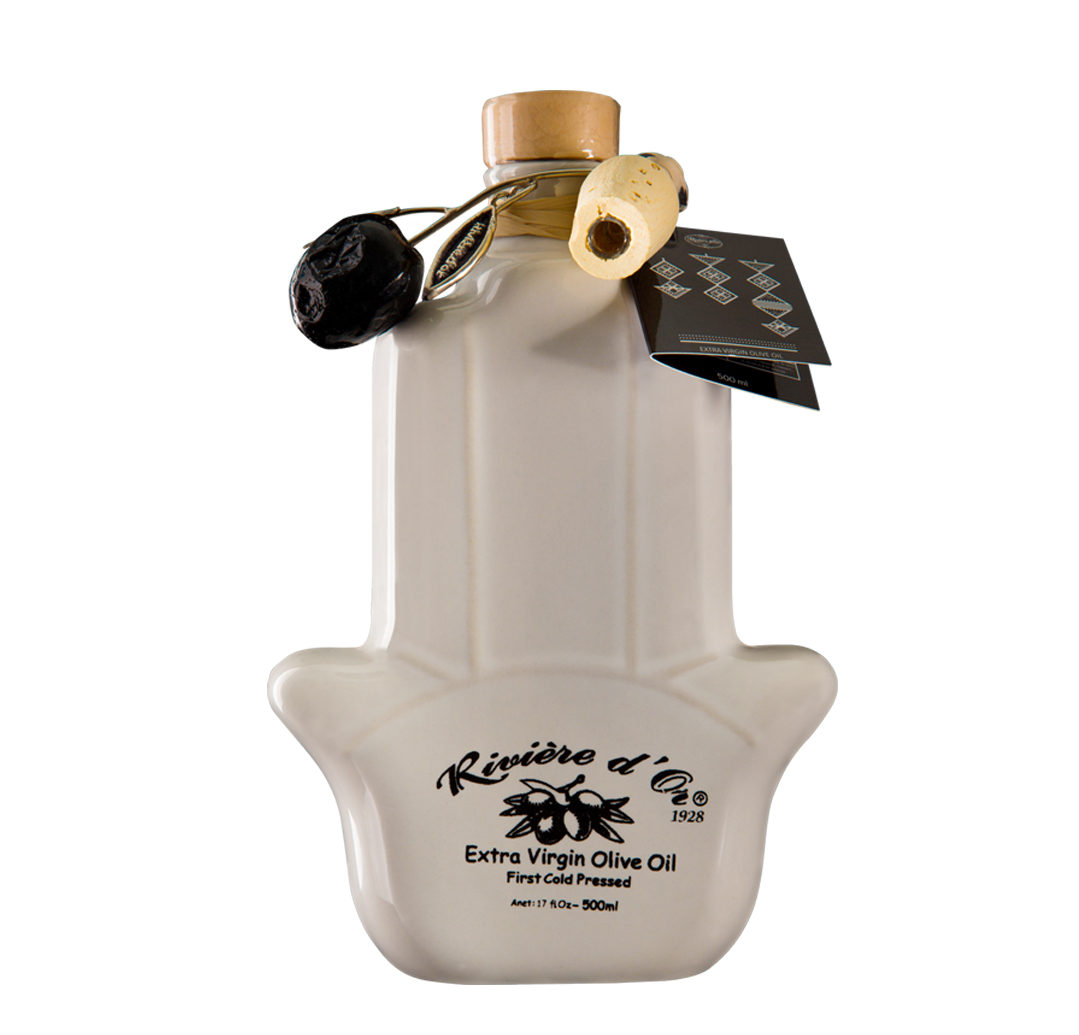 EXTRA VIRGIN OLIVE OIL
500 ml
Rivière d'Or®
1928
Extra Virgin Olive Oil
First Cold Pressed
Anet: 17 fl.Oz- 500ml